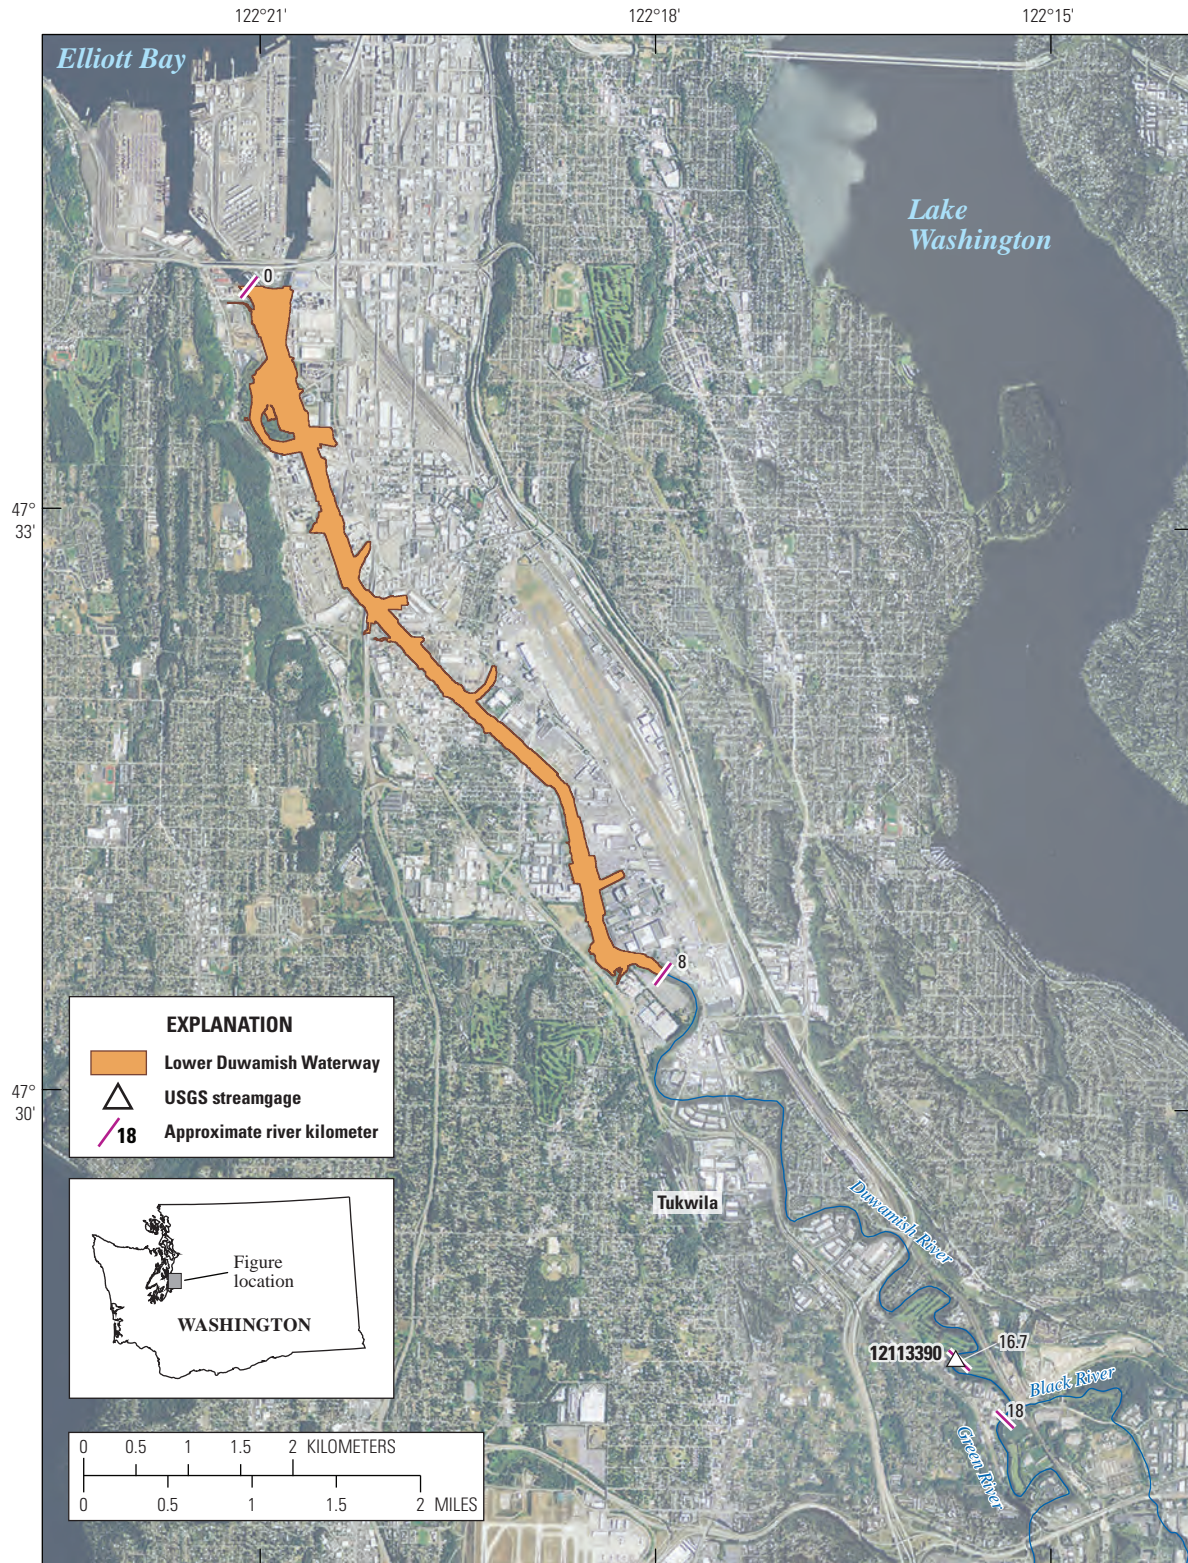 122°21'
122°18'
122°15'
Elliott Bay
Lake
Washington
0
47°
33'
8
47°
30'
EXPLANATION
Lower Duwamish Waterway
USGS streamgage
18 Approximate river kilometer
Tukwila
Duwamish River
Figure
location
WASHINGTON
12113390
16.7
Black River
18
Green River
0 0.5 1 1.5 2 KILOMETERS
0 0.5 1 1.5 2 MILES